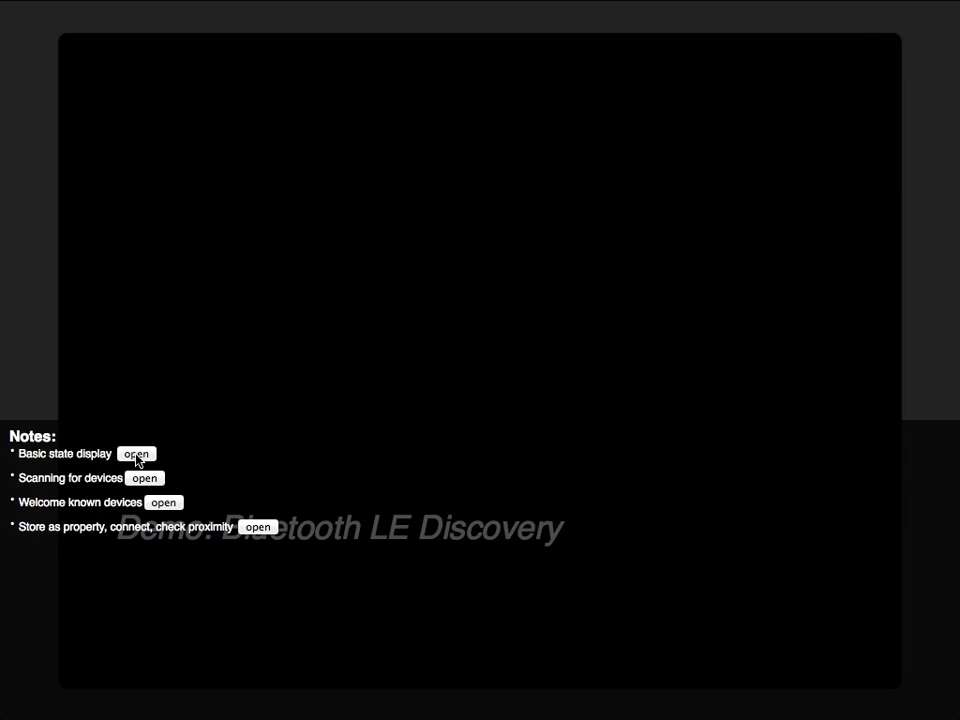 Notes:
* Basic state display open
* Scanning for devices open
* Welcome known devices open
* Store as property, connect, check proximity open
Demo: Bluetooth LE Discovery